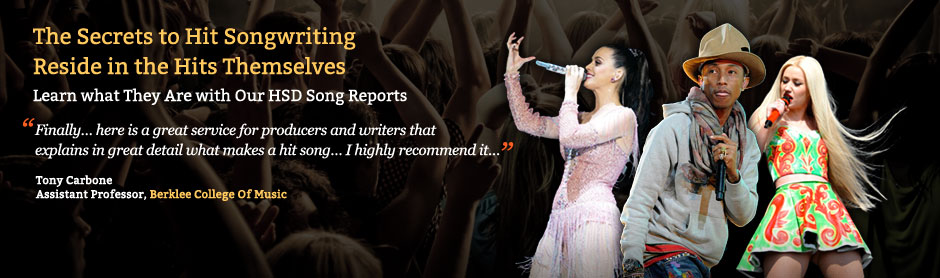 The Secrets to Hit Songwriting
Reside in the Hits Themselves
Learn what They Are with Our HSD Song Reports
“Finally... here is a great service for producers and writers that
explains in great detail what makes a hit song... I highly recommend it...”
Tony Carbone
Assistant Professor, Berklee College Of Music